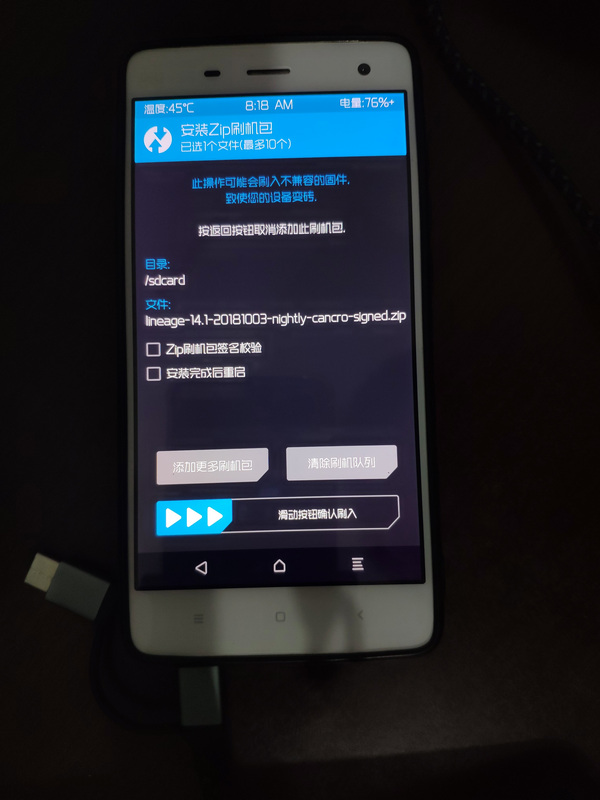 温度:45°C 8:18 AM 电量:76%+
安装Zip刷机包
已选1个文件(最多10个)
此操作可能会刷入不兼容的固件,
致使您的设备变砖.
按返回按钮取消添加此刷机包.
目录:
/sdcard
文件:
lineage-14.1-20181003-nightly-cancro-signed.zip
Zip刷机包签名校验
安装完成后重启
添加更多刷机包 清除刷机队列
滑动按钮确认刷入